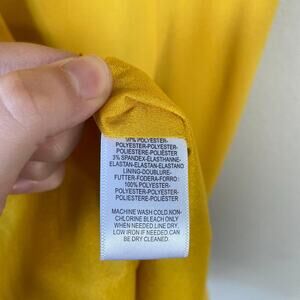 97% POLYESTER-
POLYESTER-POLYESTER-
POLIESTERE-POLIÉSTER
3% SPANDEX-ELASTHANNE-
ELASTAN-ELASTAN-ELASTANO
LINING-DOUBLURE-
FUTTER-FODERA-FORRO :
100% POLYESTER-
POLYESTER-POLYESTER-
POLIESTERE-POLIÉSTER
MACHINE WASH COLD.NON-
CHLORINE BLEACH ONLY
WHEN NEEDED.LINE DRY.
LOW IRON IF NEEDED.CAN
BE DRY CLEANED.